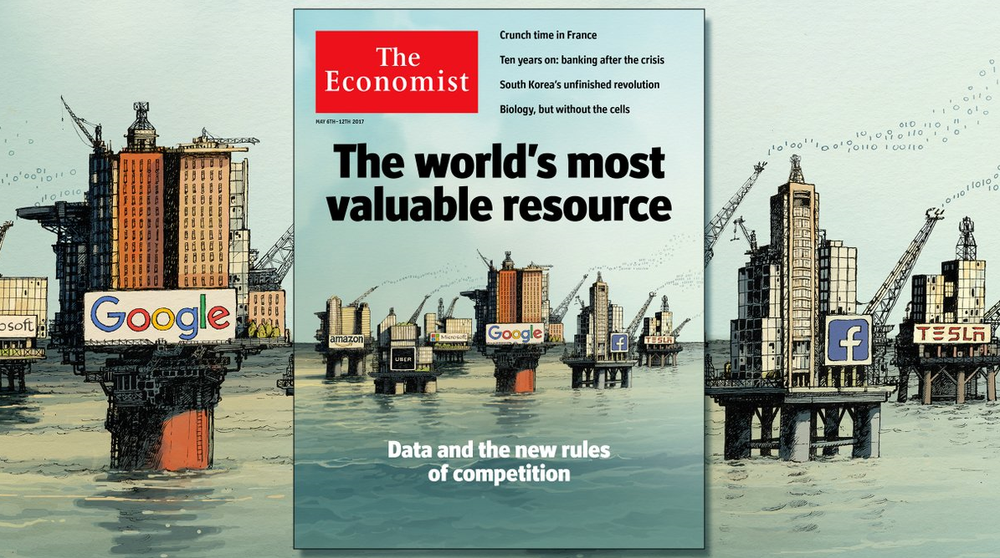 The
Economist
MAY 6TH–12TH 2017
Crunch time in France
Ten years on: banking after the crisis
South Korea's unfinished revolution
Biology, but without the cells
The world's most
valuable resource
amazon
UBER
Microsoft
Google
f
TESLA
Data and the new rules
of competition
osoft
Google
f
TESLA